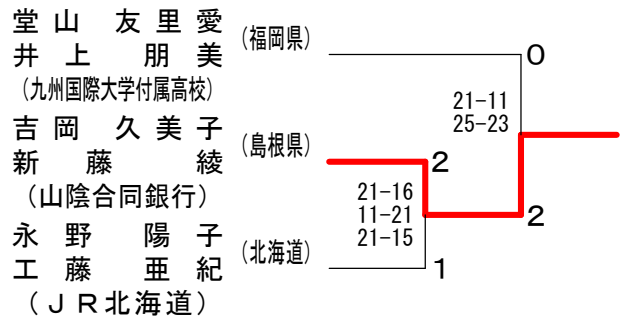 堂山 友里愛
井上 朋美
(福岡県)
(九州国際大学付属高校)
0
21-11
25-23
吉岡 久美子
新藤 綾
(島根県)
(山陰合同銀行)
2
2
21-16
11-21
21-15
永野 陽子
工藤 亜紀
(北海道)
(JR北海道)
1